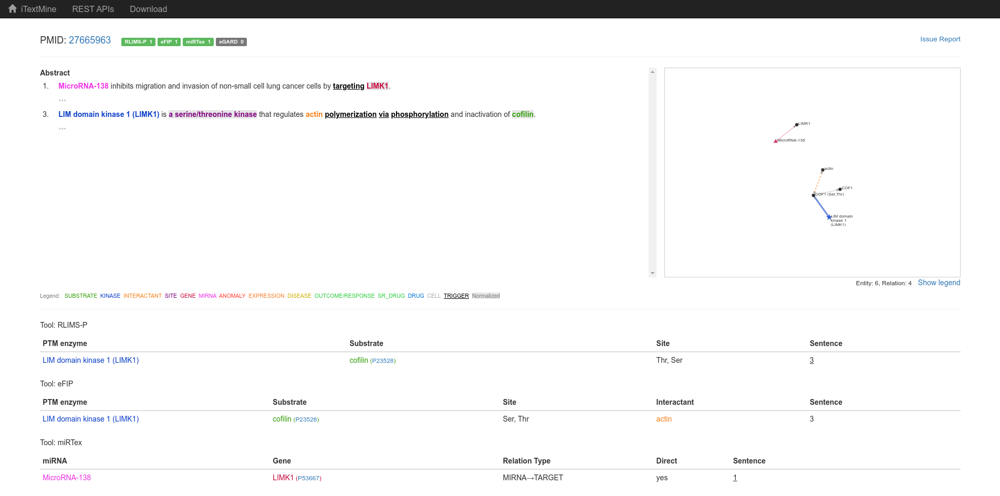 iTextMine REST APIs Download
PMID: 27665963 RLIMS-P 1 eFIP 1 miRTex 1 eGARD 0 Issue Report
Abstract
1. MicroRNA-138 inhibits migration and invasion of non-small cell lung cancer cells by targeting LIMK1.
...
3. LIM domain kinase 1 (LIMK1) is a serine/threonine kinase that regulates actin polymerization via phosphorylation and inactivation of cofilin.
...
LIMK1
MicroRNA-138
actin
COF1
COF1 (Ser,Thr)
LIM domain
kinase 1
(LIMK1)
Entity: 6, Relation: 4 Show legend
Legend: SUBSTRATE KINASE INTERACTANT SITE GENE MIRNA ANOMALY EXPRESSION DISEASE OUTCOME/RESPONSE SR_DRUG DRUG CELL TRIGGER Normalized
Tool: RLIMS-P
PTM enzyme Substrate Site Sentence
LIM domain kinase 1 (LIMK1) cofilin (P23528) Thr, Ser 3
Tool: eFIP
PTM enzyme Substrate Site Interactant Sentence
LIM domain kinase 1 (LIMK1) cofilin (P23528) Ser, Thr actin 3
Tool: miRTex
miRNA Gene Relation Type Direct Sentence
MicroRNA-138 LIMK1 (P53667) MIRNA→TARGET yes 1